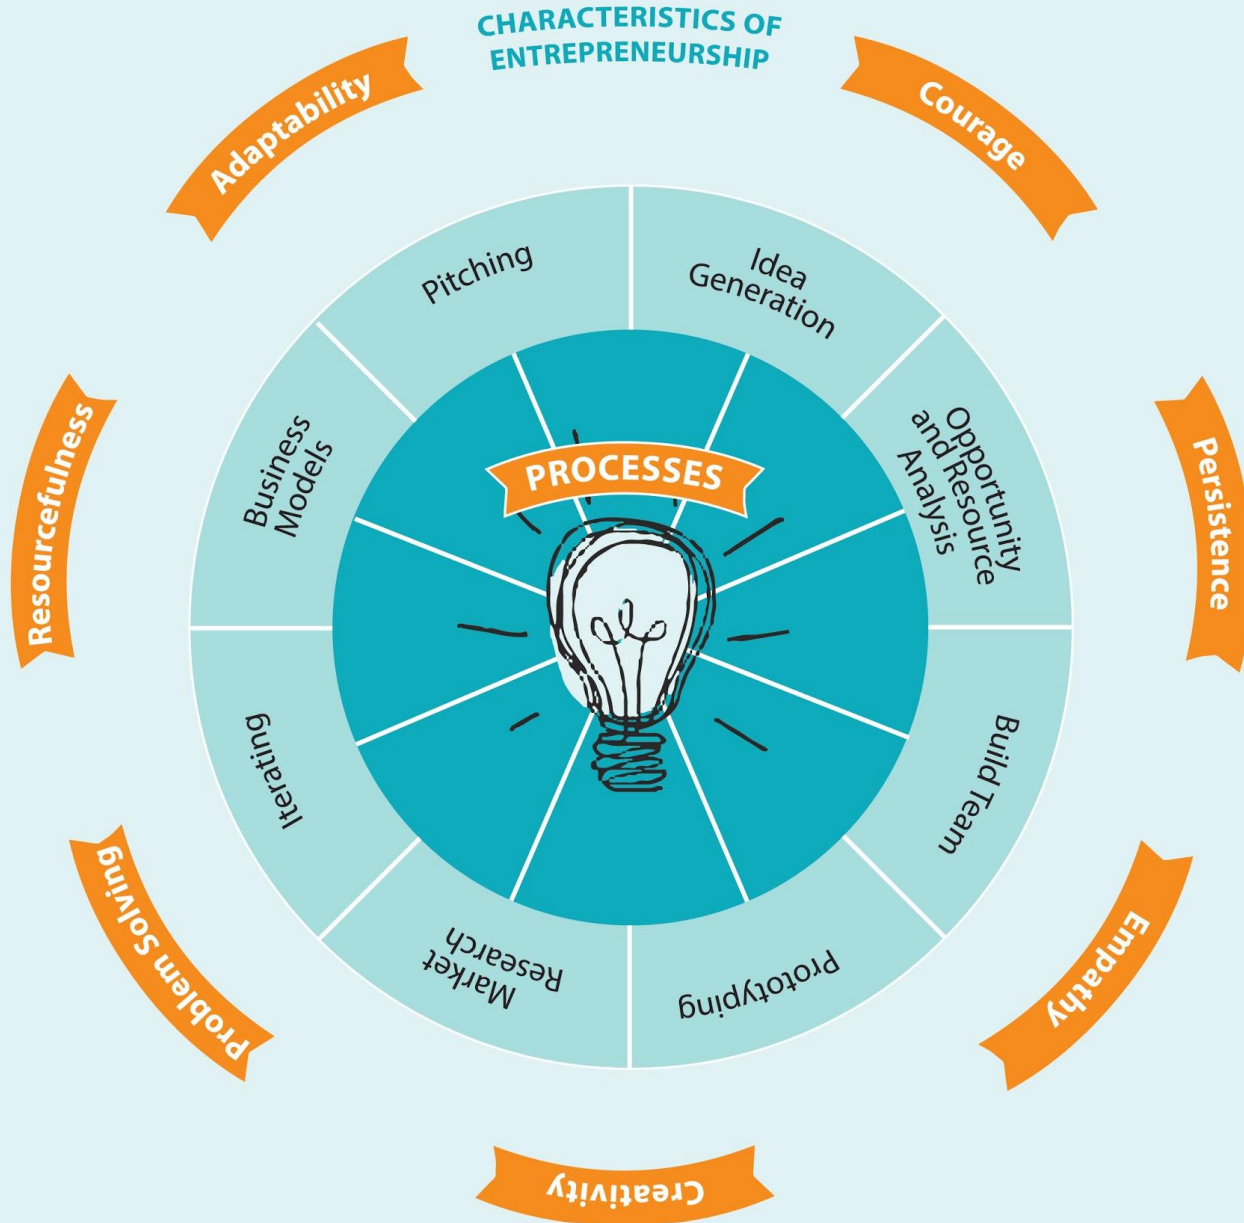 CHARACTERISTICS OF
ENTREPRENEURSHIP
Courage
Persistence
Empathy
Creativity
Problem Solving
Resourcefulness
Adaptability
Idea
Generation
Opportunity
and Resource
Analysis
Build Team
Prototyping
Market
Research
Iterating
Business
Models
Pitching
PROCESSES